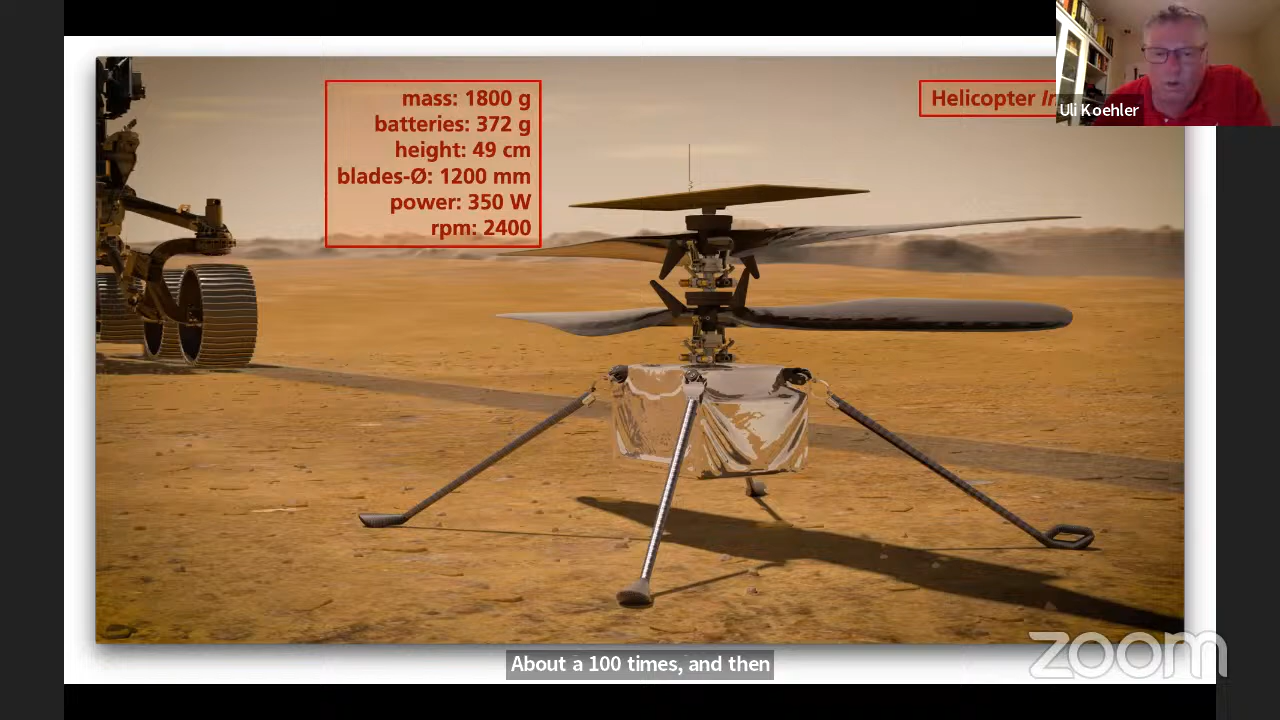 mass: 1800 g
batteries: 372 g
height: 49 cm
blades-Ø: 1200 mm
power: 350 W
rpm: 2400
Helicopter
Uli Koehler
About a 100 times, and then
zoom